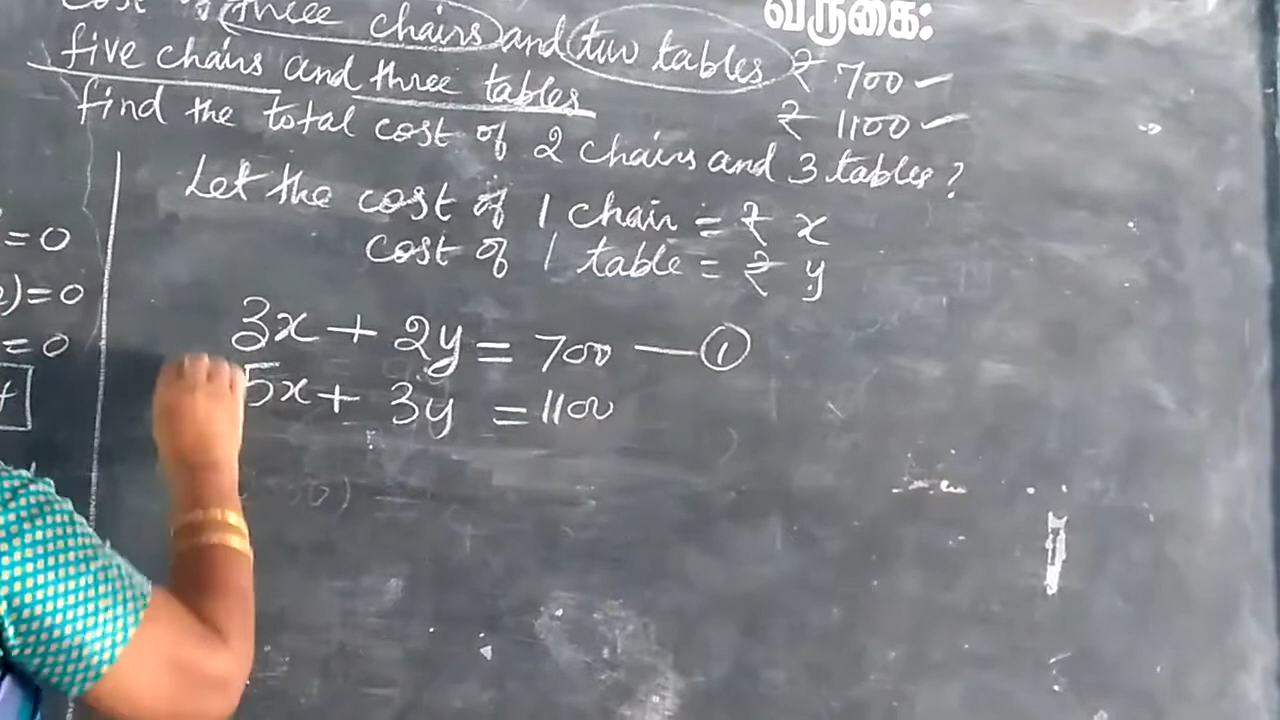 Cost of three chairs and two tables ₹ 700
வருகை:
five chairs and three tables ₹ 1100
find the total cost of 2 chairs and 3 tables?
Let the cost of 1 chair = ₹ x
cost of 1 table = ₹ y
= 0
) = 0
= 0
3x + 2y = 700 — ①
5x + 3y = 1100